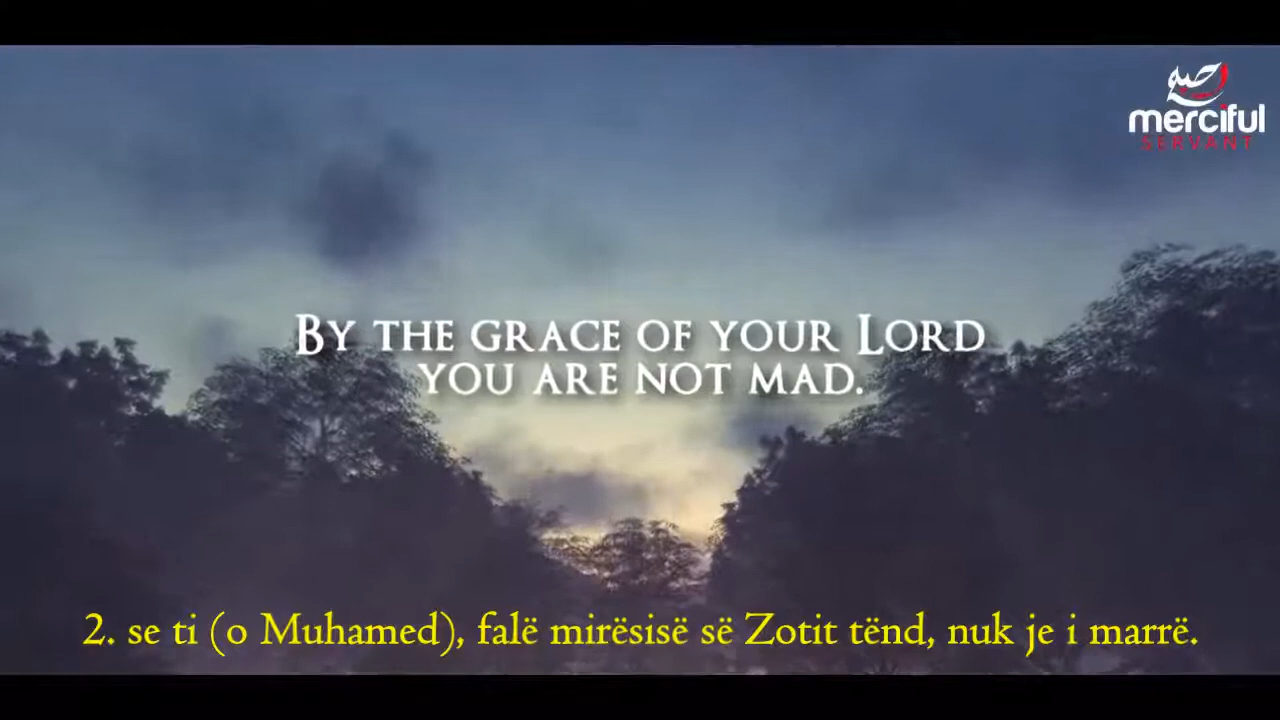 merciful
SERVANT
By the grace of your Lord
you are not mad.
2. se ti (o Muhamed), falë mirësisë së Zotit tënd, nuk je i marrë.